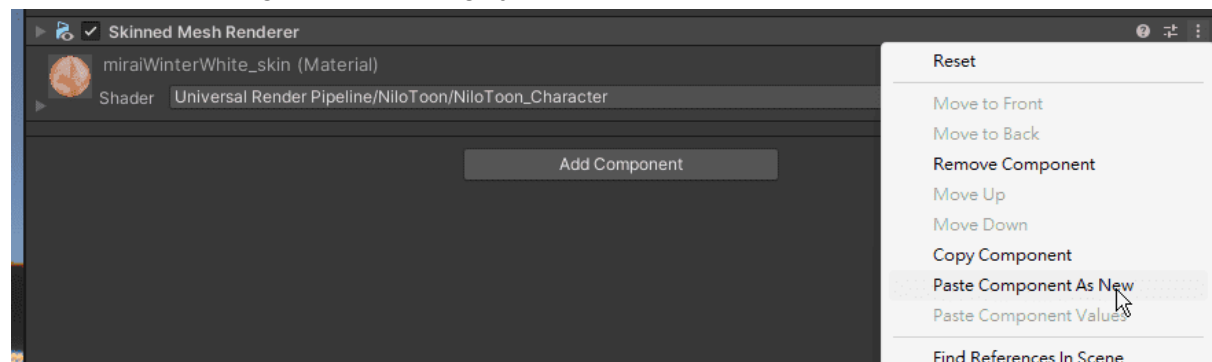 Skinned Mesh Renderer
miraiWinterWhite_skin (Material)
Shader Universal Render Pipeline/NiloToon/NiloToon_Character
Add Component
Reset
Move to Front
Move to Back
Remove Component
Move Up
Move Down
Copy Component
Paste Component As New
Paste Component Values
Find References In Scene